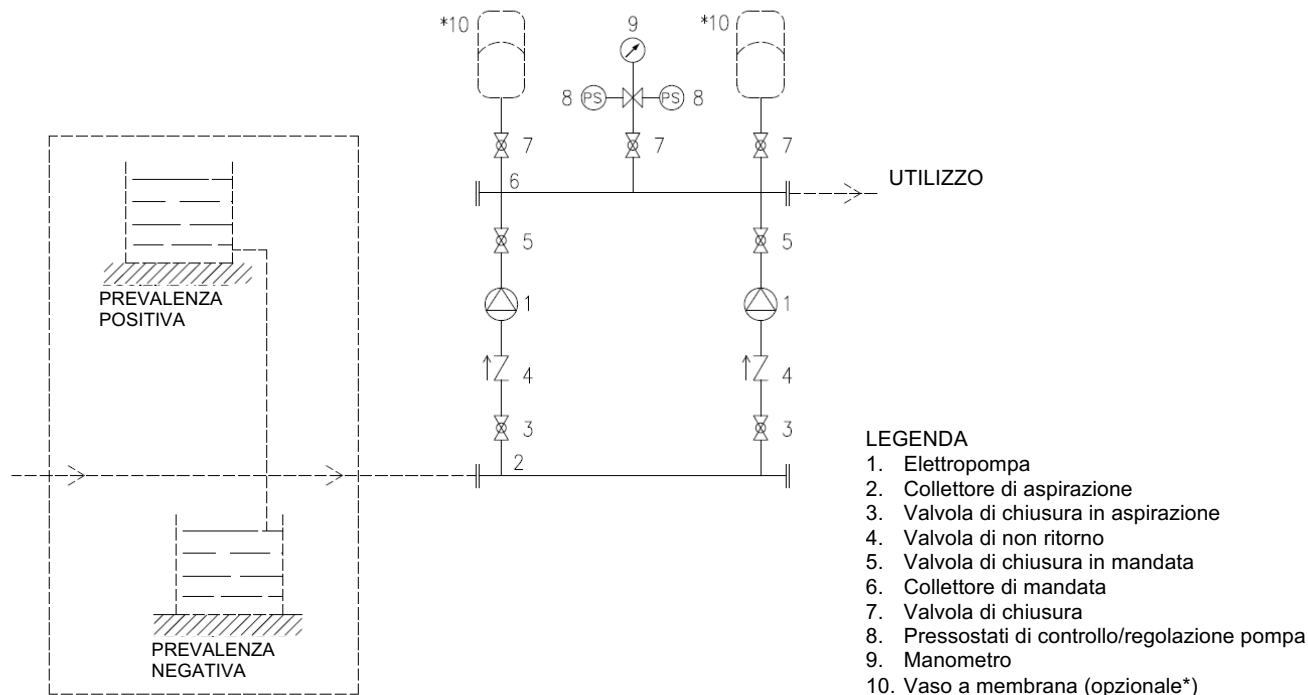 *10 9 *10
8 PS PS 8
7 7 7
6 UTILIZZO
5 5
PREVALENZA
POSITIVA
1 1
4 4
3 3
2
PREVALENZA
NEGATIVA
LEGENDA
1. Elettropompa
2. Collettore di aspirazione
3. Valvola di chiusura in aspirazione
4. Valvola di non ritorno
5. Valvola di chiusura in mandata
6. Collettore di mandata
7. Valvola di chiusura
8. Pressostati di controllo/regolazione pompa
9. Manometro
10. Vaso a membrana (opzionale*)